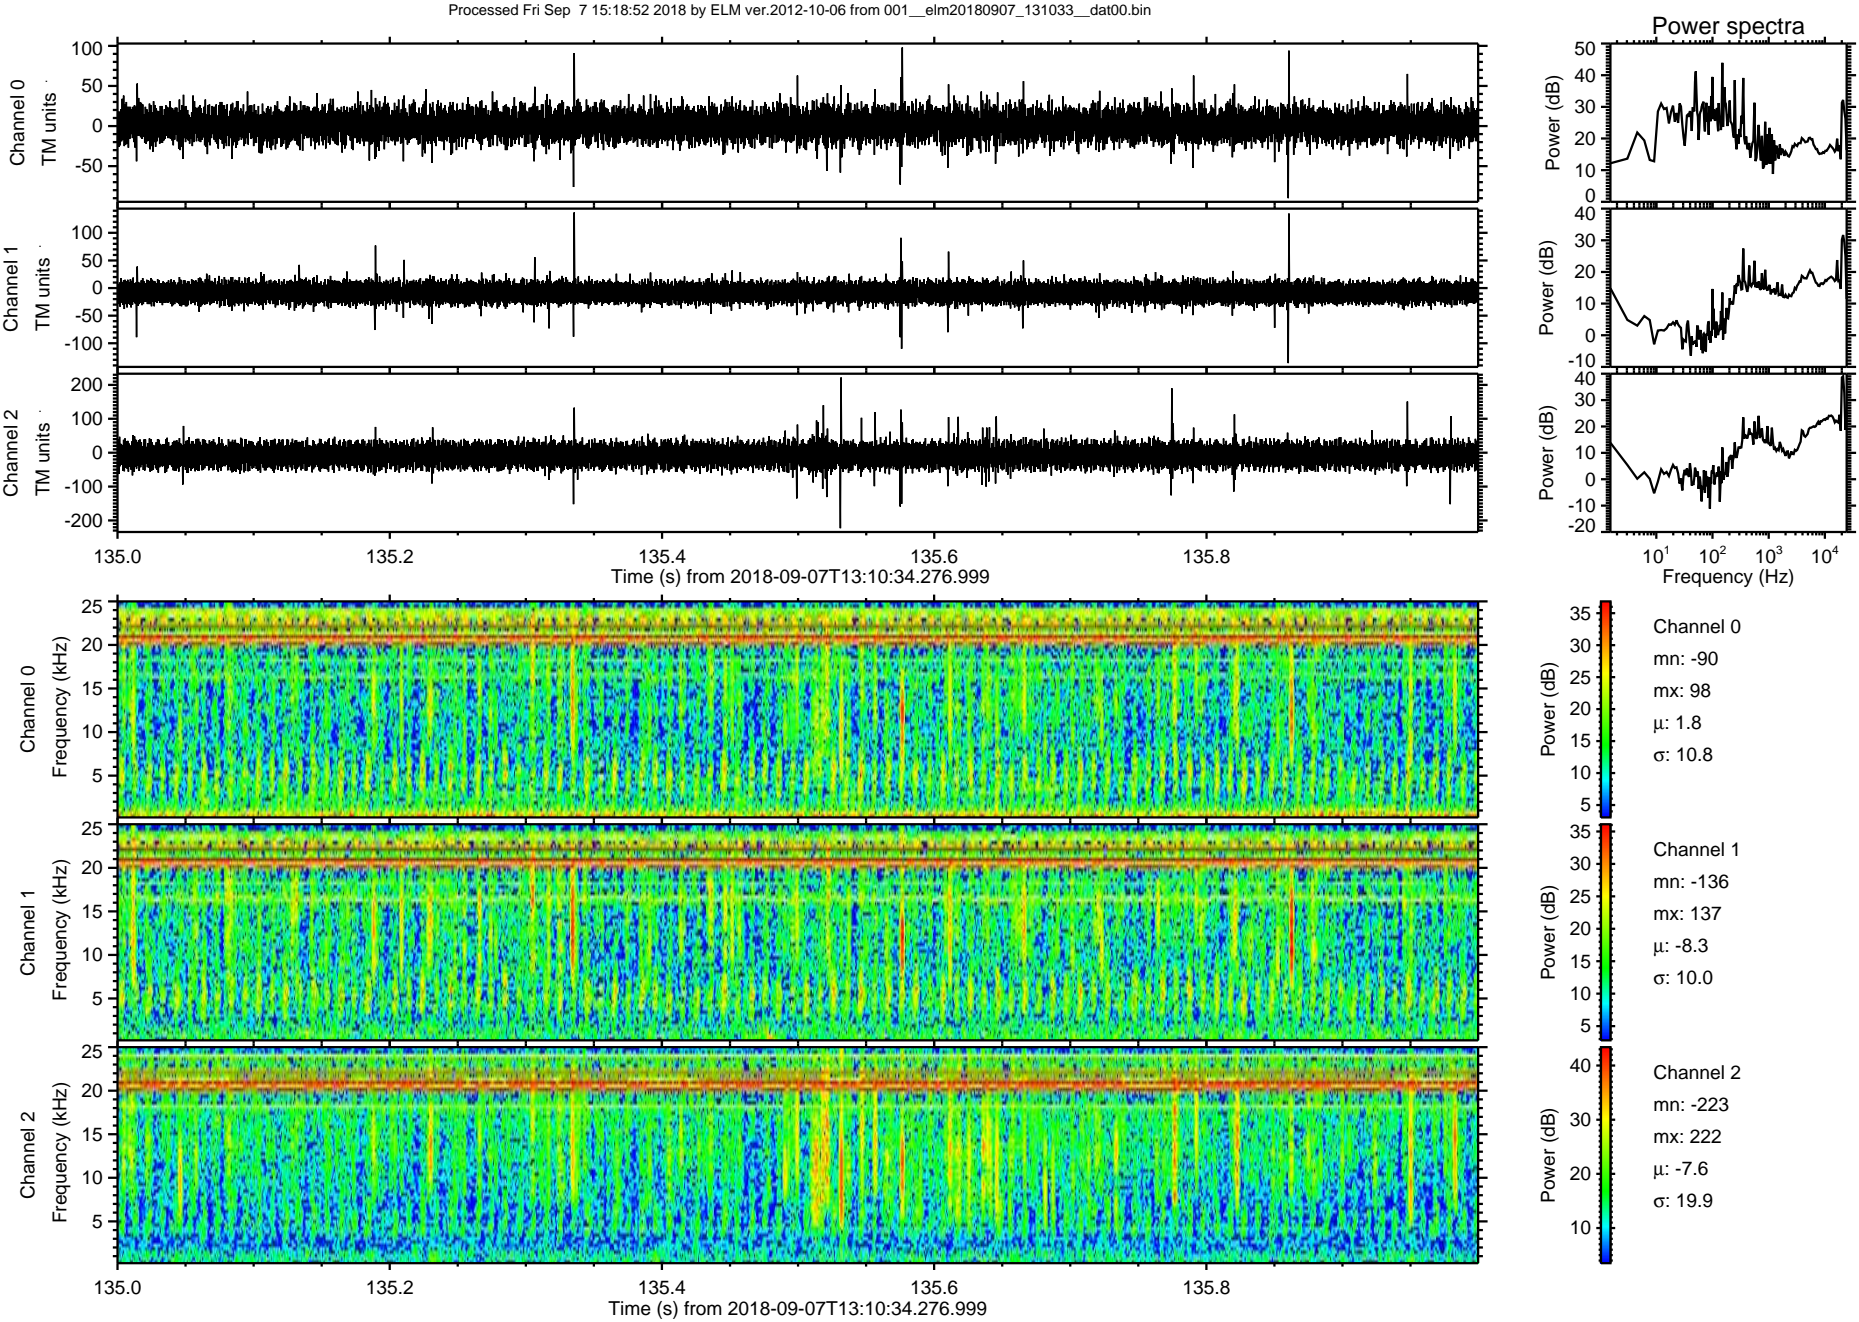 Processed Fri Sep  7 15:18:52 2018 by ELM ver.2012-10-06 from 001__elm20180907_131033__dat00.bin
Power spectra
Channel 0
TM units
100
50
0
-50
Power (dB)
50
40
30
20
10
0
Channel 1
TM units
100
50
0
-50
-100
Power (dB)
40
30
20
10
0
-10
Channel 2
TM units
200
100
0
-100
-200
Power (dB)
40
30
20
10
0
-10
-20
135.0 135.2 135.4 135.6 135.8
Time (s) from 2018-09-07T13:10:34.276.999
10^1 10^2 10^3 10^4
Frequency (Hz)
Channel 0
Frequency (kHz)
25
20
15
10
5
Power (dB)
35
30
25
20
15
10
5
Channel 0
mn: -90
mx: 98
μ: 1.8
σ: 10.8
Channel 1
Frequency (kHz)
25
20
15
10
5
Power (dB)
35
30
25
20
15
10
5
Channel 1
mn: -136
mx: 137
μ: -8.3
σ: 10.0
Channel 2
Frequency (kHz)
25
20
15
10
5
Power (dB)
40
30
20
10
Channel 2
mn: -223
mx: 222
μ: -7.6
σ: 19.9
135.0 135.2 135.4 135.6 135.8
Time (s) from 2018-09-07T13:10:34.276.999